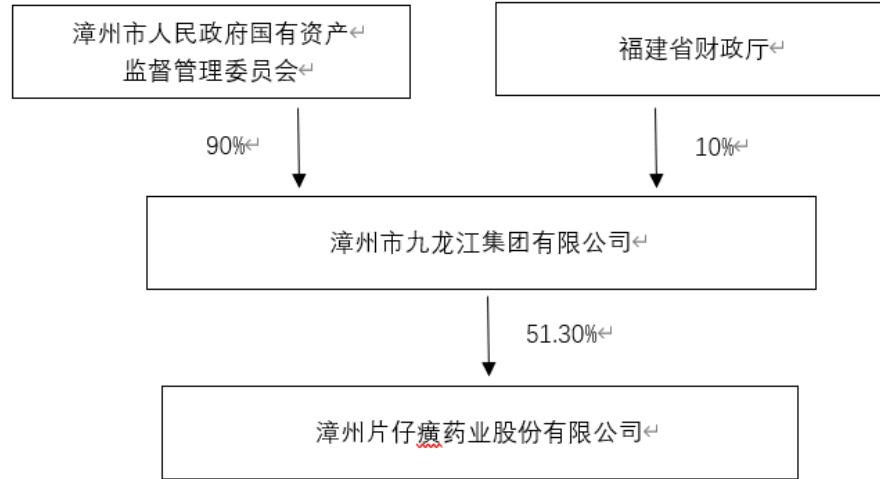 漳州市人民政府国有资产↵
监督管理委员会↵
福建省财政厅↵
90%↵
10%↵
漳州市九龙江集团有限公司↵
51.30%↵
漳州片仔癀药业股份有限公司↵